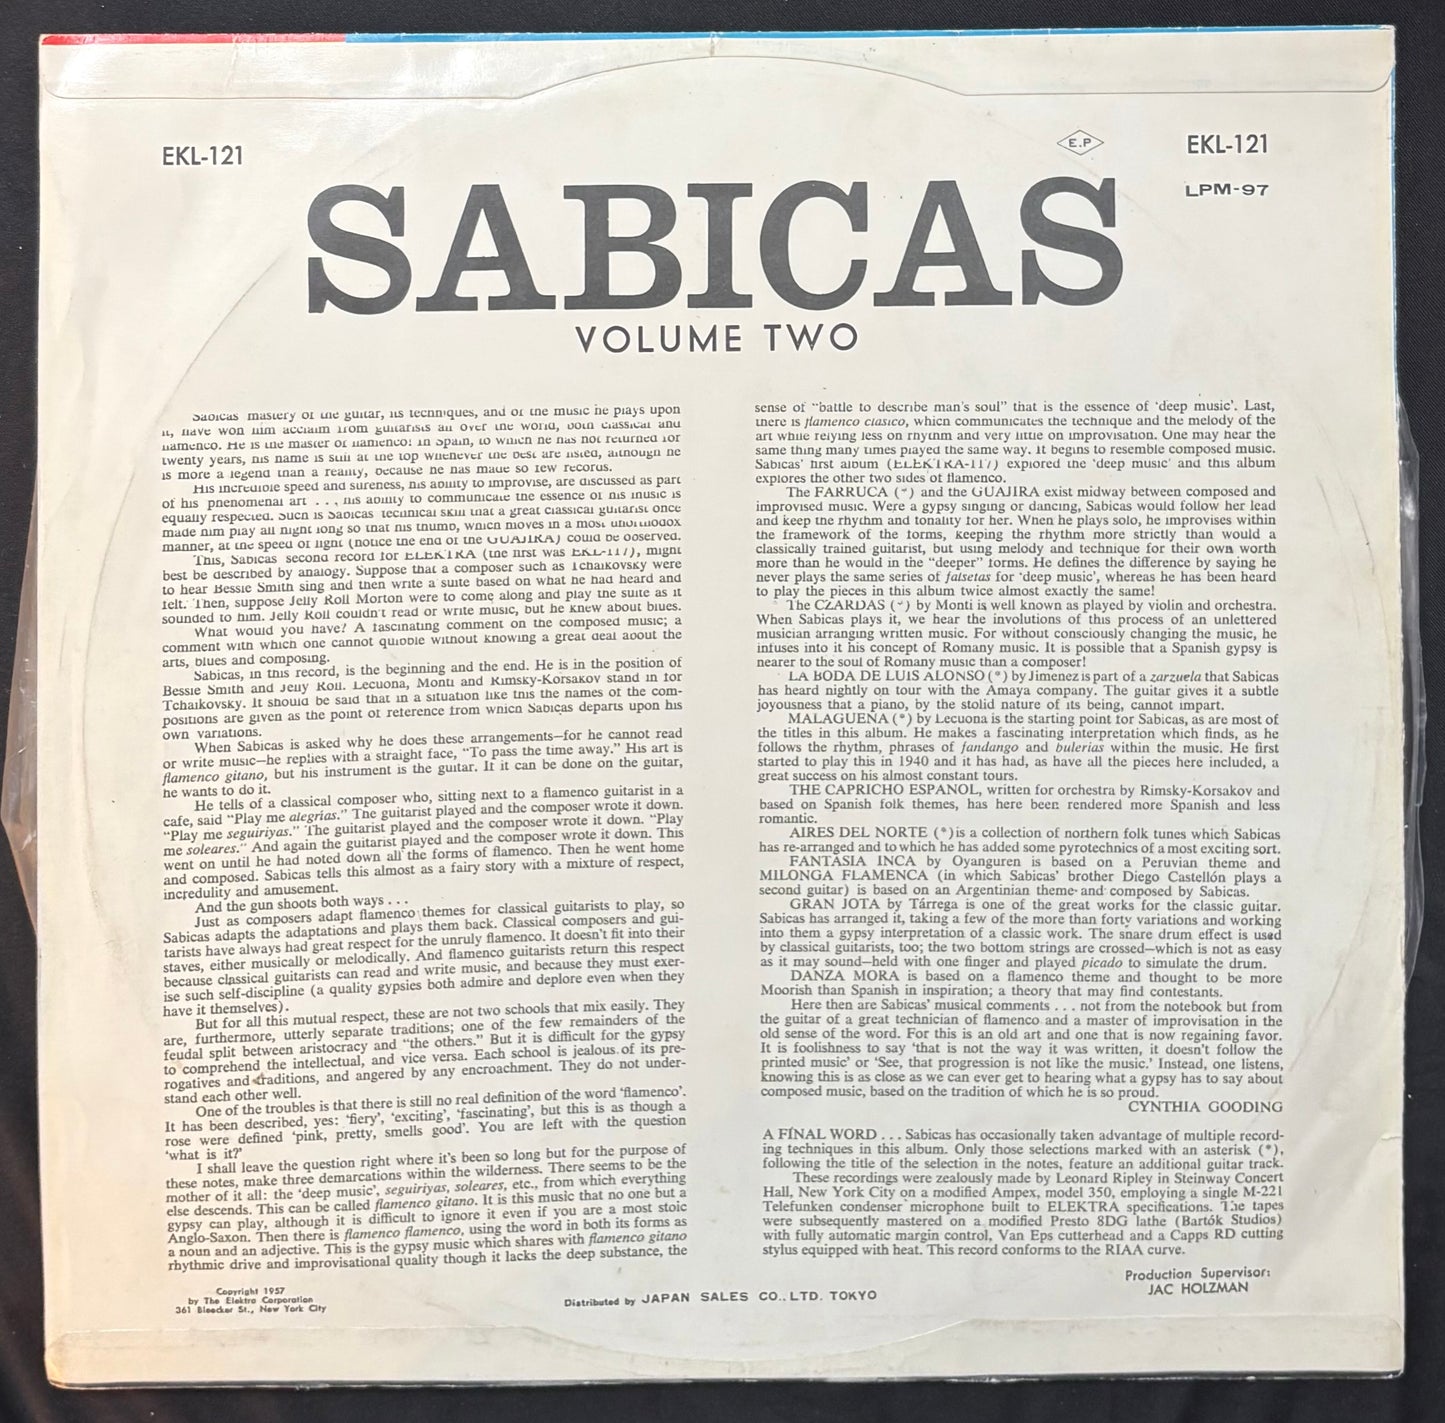 EKL-121
E.P
EKL-121
LPM-97
SABICAS
VOLUME TWO
Sabicas mastery of the guitar, its techniques, and of the music he plays upon
it, have won him acclaim from guitarists all over the world, both classical and
flamenco. He is the master of flamenco! In Spain, to which he has not returned for
twenty years, his name is still at the top whenever the best are listed, although he
is more a legend than a reality, because he has made so few records.
His incredible speed and sureness, his ability to improvise, are discussed as part
of his phenomenal art . . . his ability to communicate the essence of his music is
equally respected. Such is Sabicas technical skill that a great classical guitarist once
made him play all night long so that his thumb, which moves in a most unorthodox
manner, at the speed of light (notice the end of the GUAJIRA) could be observed.
This, Sabicas second record for ELEKTRA (the first was EKL-117), might
best be described by analogy. Suppose that a composer such as Tchaikovsky were
to hear Bessie Smith sing and then write a suite based on what he had heard and
felt. Then, suppose Jelly Roll Morton were to come along and play the suite as it
sounded to him. Jelly Roll couldn't read or write music, but he knew about blues.
What would you have? A fascinating comment on the composed music; a
comment with which one cannot quibble without knowing a great deal about the
arts, blues and composing.
Sabicas, in this record, is the beginning and the end. He is in the position of
Bessie Smith and Jelly Roll. Lecuona, Monti and Rimsky-Korsakov stand in for
Tchaikovsky. It should be said that in a situation like this the names of the com-
positions are given as the point of reference from which Sabicas departs upon his
own variations.
When Sabicas is asked why he does these arrangements—for he cannot read
or write music—he replies with a straight face, "To pass the time away." His art is
flamenco gitano, but his instrument is the guitar. If it can be done on the guitar,
he wants to do it.
He tells of a classical composer who, sitting next to a flamenco guitarist in a
cafe, said "Play me alegrias." The guitarist played and the composer wrote it down.
"Play me seguiriyas." The guitarist played and the composer wrote it down. "Play
me soleares." And again the guitarist played and the composer wrote it down. This
went on until he had noted down all the forms of flamenco. Then he went home
and composed. Sabicas tells this almost as a fairy story with a mixture of respect,
incredulity and amusement.
And the gun shoots both ways . . .
Just as composers adapt flamenco themes for classical guitarists to play, so
Sabicas adapts the adaptations and plays them back. Classical composers and gui-
tarists have always had great respect for the unruly flamenco. It doesn't fit into their
staves, either musically or melodically. And flamenco guitarists return this respect
because classical guitarists can read and write music, and because they must exer-
ise such self-discipline (a quality gypsies both admire and deplore even when they
have it themselves).
But for all this mutual respect, these are not two schools that mix easily. They
are, furthermore, utterly separate traditions; one of the few remainders of the
feudal split between aristocracy and "the others." But it is difficult for the gypsy
to comprehend the intellectual, and vice versa. Each school is jealous of its pre-
rogatives and traditions, and angered by any encroachment. They do not under-
stand each other well.
One of the troubles is that there is still no real definition of the word 'flamenco'.
It has been described, yes: 'fiery', 'exciting', 'fascinating', but this is as though a
rose were defined 'pink, pretty, smells good'. You are left with the question
'what is it?'
I shall leave the question right where it's been so long but for the purpose of
these notes, make three demarcations within the wilderness. There seems to be the
mother of it all: the 'deep music', seguiriyas, soleares, etc., from which everything
else descends. This can be called flamenco gitano. It is this music that no one but a
gypsy can play, although it is difficult to ignore it even if you are a most stoic
Anglo-Saxon. Then there is flamenco flamenco, using the word in both its forms as
a noun and an adjective. This is the gypsy music which shares with flamenco gitano
rhythmic drive and improvisational quality though it lacks the deep substance, the
sense of "battle to describe man's soul" that is the essence of 'deep music'. Last,
there is flamenco clasico, which communicates the technique and the melody of the
art while relying less on rhythm and very little on improvisation. One may hear the
same thing many times played the same way. It begins to resemble composed music.
Sabicas' first album (ELEKTRA-117) explored the 'deep music' and this album
explores the other two sides of flamenco.
The FARRUCA (*) and the GUAJIRA exist midway between composed and
improvised music. Were a gypsy singing or dancing, Sabicas would follow her lead
and keep the rhythm and tonality for her. When he plays solo, he improvises within
the framework of the forms, keeping the rhythm more strictly than would a
classically trained guitarist, but using melody and technique for their own worth
more than he would in the "deeper" forms. He defines the difference by saying he
never plays the same series of falsetas for 'deep music', whereas he has been heard
to play the pieces in this album twice almost exactly the same!
The CZARDAS (*) by Monti is well known as played by violin and orchestra.
When Sabicas plays it, we hear the involutions of this process of an unlettered
musician arranging written music. For without consciously changing the music, he
infuses into it his concept of Romany music. It is possible that a Spanish gypsy is
nearer to the soul of Romany music than a composer!
LA BODA DE LUIS ALONSO (*) by Jimenez is part of a zarzuela that Sabicas
has heard nightly on tour with the Amaya company. The guitar gives it a subtle
joyousness that a piano, by the stolid nature of its being, cannot impart.
MALAGUENA (*) by Lecuona is the starting point for Sabicas, as are most of
the titles in this album. He makes a fascinating interpretation which finds, as he
follows the rhythm, phrases of fandango and bulerias within the music. He first
started to play this in 1940 and it has had, as have all the pieces here included, a
great success on his almost constant tours.
THE CAPRICHO ESPANOL, written for orchestra by Rimsky-Korsakov and
based on Spanish folk themes, has here been rendered more Spanish and less
romantic.
AIRES DEL NORTE (*) is a collection of northern folk tunes which Sabicas
has re-arranged and to which he has added some pyrotechnics of a most exciting sort.
FANTASIA INCA by Oyanguren is based on a Peruvian theme and
MILONGA FLAMENCA (in which Sabicas' brother Diego Castellón plays a
second guitar) is based on an Argentinian theme and composed by Sabicas.
GRAN JOTA by Tárrega is one of the great works for the classic guitar.
Sabicas has arranged it, taking a few of the more than forty variations and working
into them a gypsy interpretation of a classic work. The snare drum effect is used
by classical guitarists, too; the two bottom strings are crossed—which is not as easy
as it may sound—held with one finger and played picado to simulate the drum.
DANZA MORA is based on a flamenco theme and thought to be more
Moorish than Spanish in inspiration; a theory that may find contestants.
Here then are Sabicas' musical comments . . . not from the notebook but from
the guitar of a great technician of flamenco and a master of improvisation in the
old sense of the word. For this is an old art and one that is now regaining favor.
It is foolishness to say 'that is not the way it was written, it doesn't follow the
printed music' or 'See, that progression is not like the music.' Instead, one listens,
knowing this is as close as we can ever get to hearing what a gypsy has to say about
composed music, based on the tradition of which he is so proud.
CYNTHIA GOODING
A FINAL WORD . . . Sabicas has occasionally taken advantage of multiple record-
ing techniques in this album. Only those selections marked with an asterisk (*),
following the title of the selection in the notes, feature an additional guitar track.
These recordings were zealously made by Leonard Ripley in Steinway Concert
Hall, New York City on a modified Ampex, model 350, employing a single M-221
Telefunken condenser microphone built to ELEKTRA specifications. The tapes
were subsequently mastered on a modified Presto 8DG lathe (Bartók Studios)
with fully automatic margin control, Van Eps cutterhead and a Capps RD cutting
stylus equipped with heat. This record conforms to the RIAA curve.
Production Supervisor:
JAC HOLZMAN
Copyright 1957
by The Elektra Corporation
361 Bleecker St., New York City
Distributed by JAPAN SALES CO., LTD. TOKYO